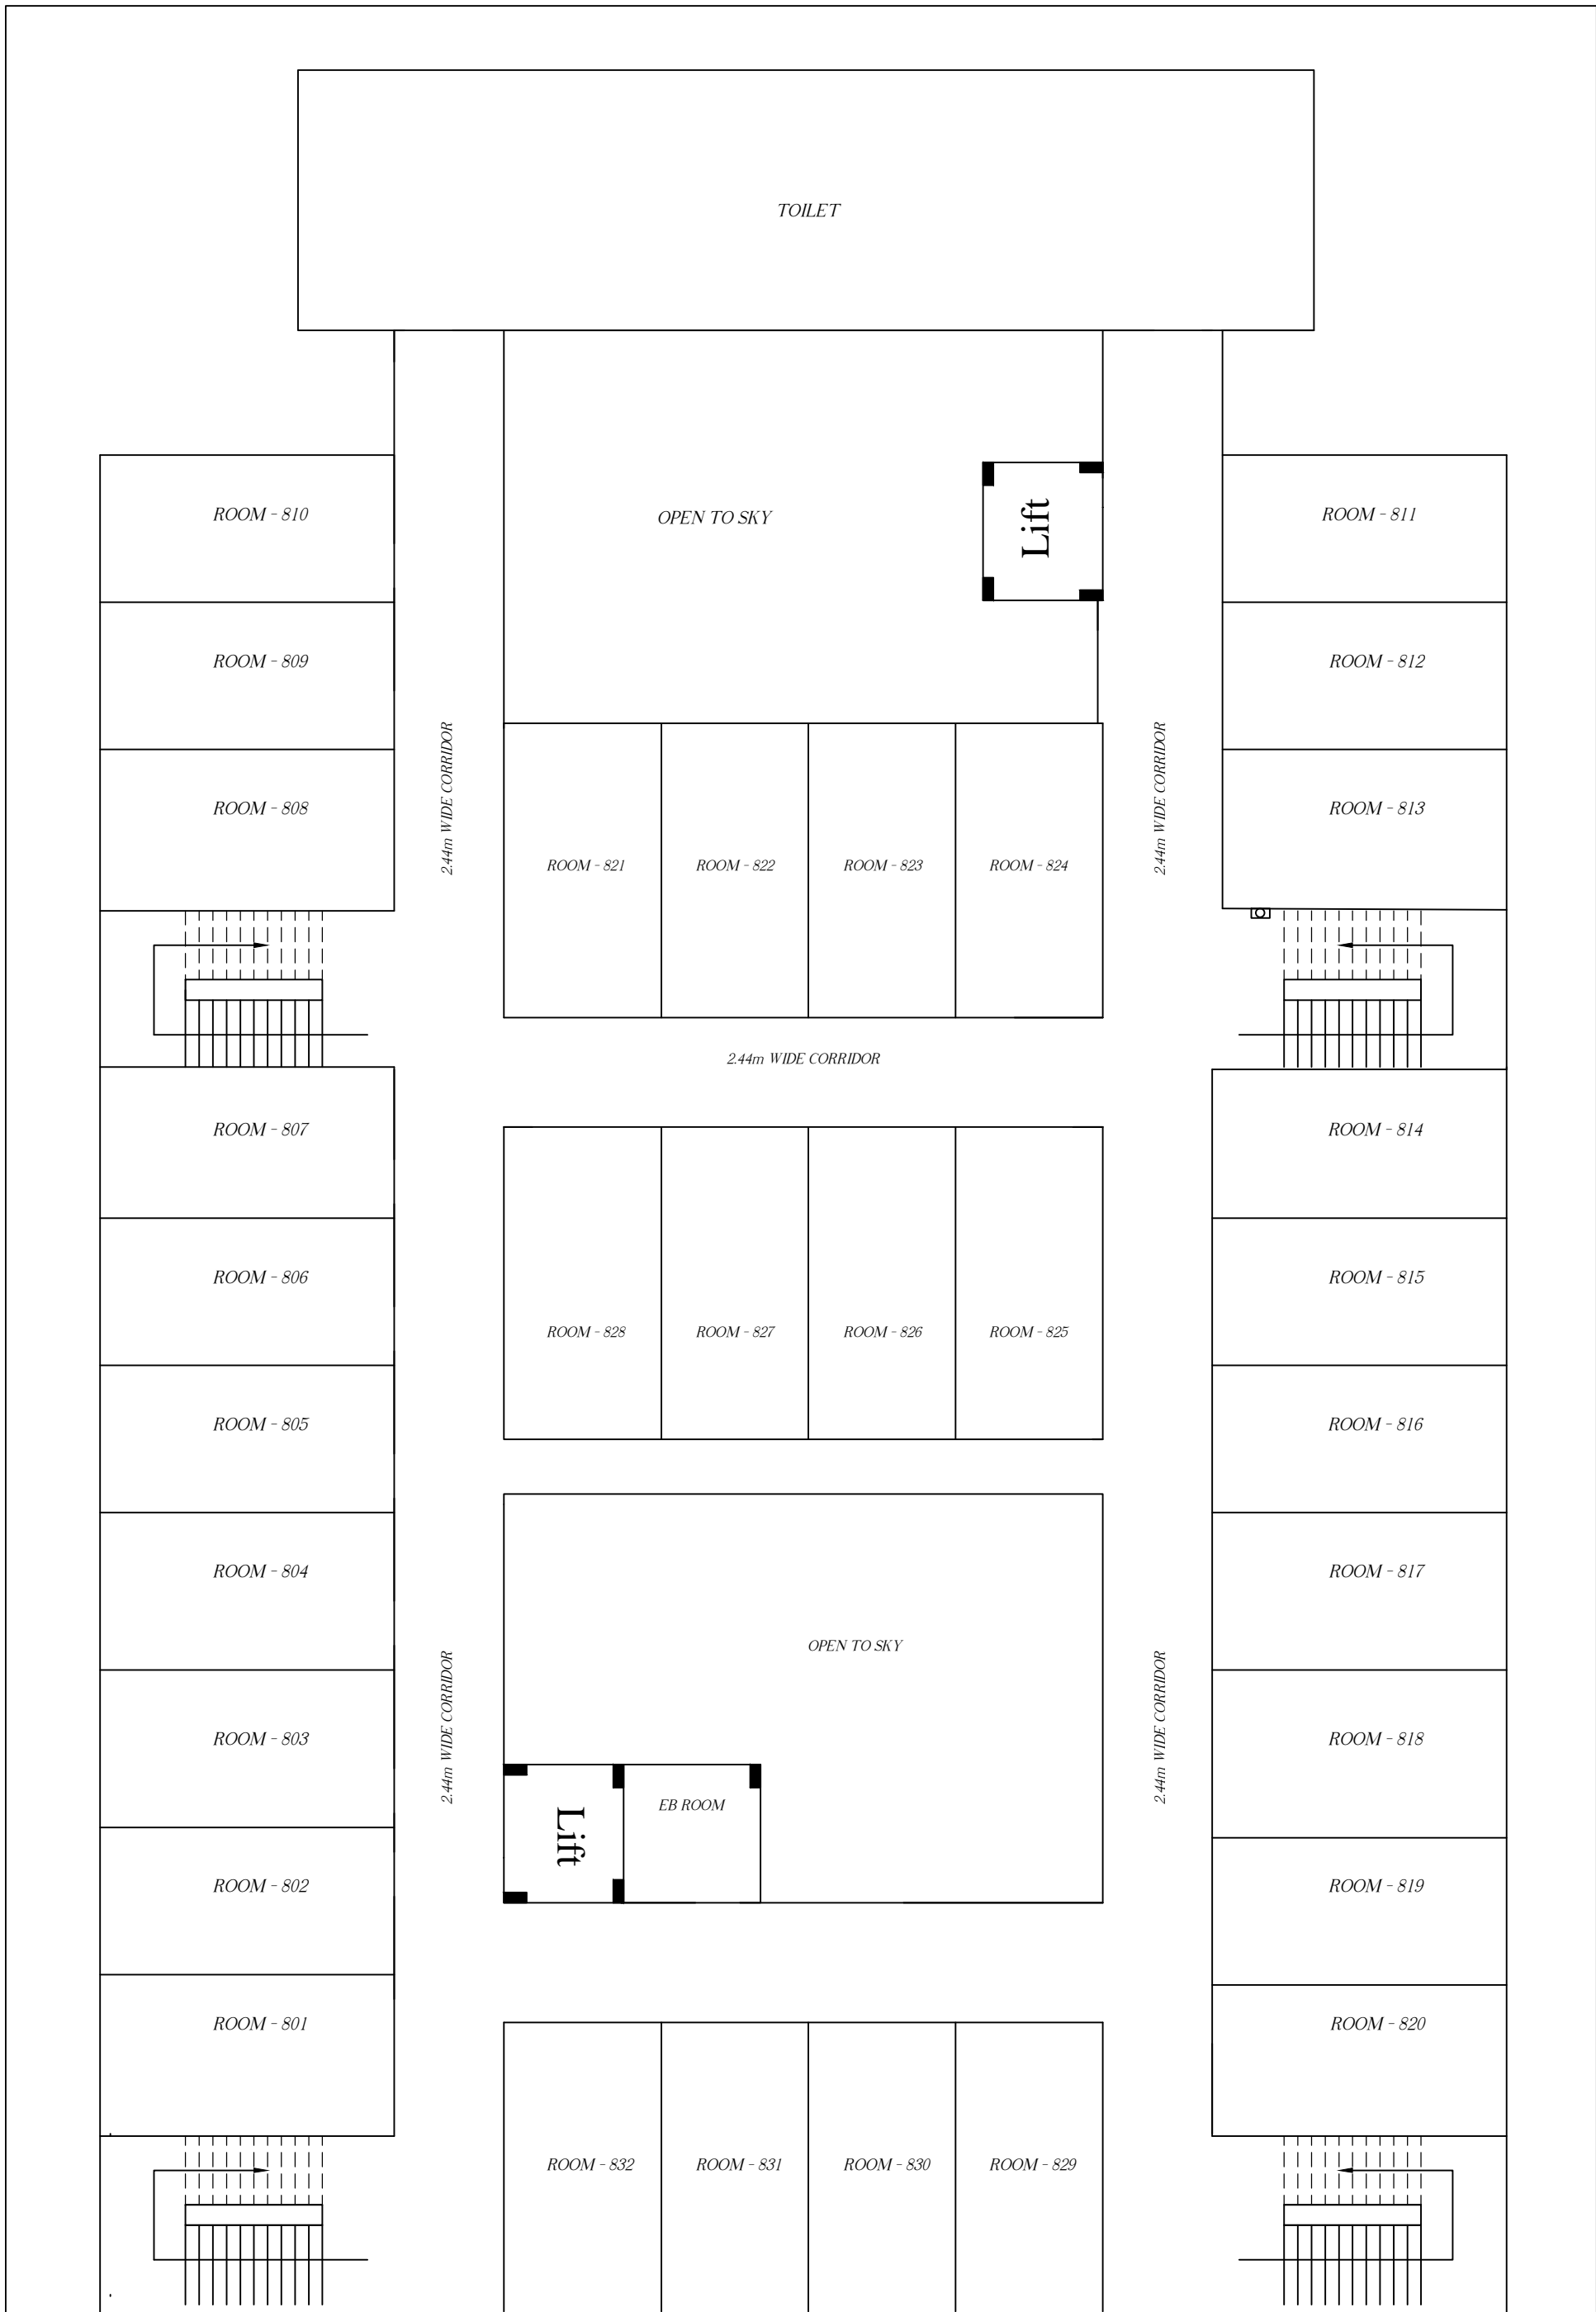 TOILET
ROOM - 810
OPEN TO SKY
Lift
ROOM - 811
ROOM - 809
ROOM - 812
ROOM - 808
2.44m WIDE CORRIDOR
2.44m WIDE CORRIDOR
ROOM - 813
ROOM - 821
ROOM - 822
ROOM - 823
ROOM - 824
2.44m WIDE CORRIDOR
ROOM - 807
ROOM - 814
ROOM - 806
ROOM - 815
ROOM - 828
ROOM - 827
ROOM - 826
ROOM - 825
ROOM - 805
ROOM - 816
ROOM - 804
ROOM - 817
OPEN TO SKY
2.44m WIDE CORRIDOR
2.44m WIDE CORRIDOR
ROOM - 803
ROOM - 818
EB ROOM
Lift
ROOM - 802
ROOM - 819
ROOM - 801
ROOM - 820
ROOM - 832
ROOM - 831
ROOM - 830
ROOM - 829